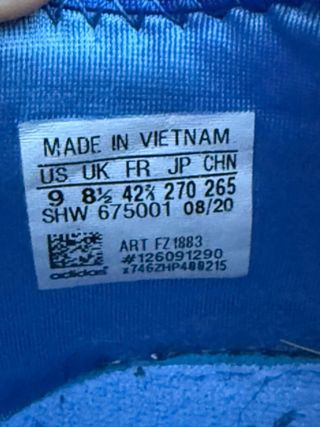 MADE IN VIETNAM
US UK FR JP CHN
9 8½ 42⅔ 270 265
SHW 675001 08/20
ART FZ1883
#126091290
adidas x746ZHP400215